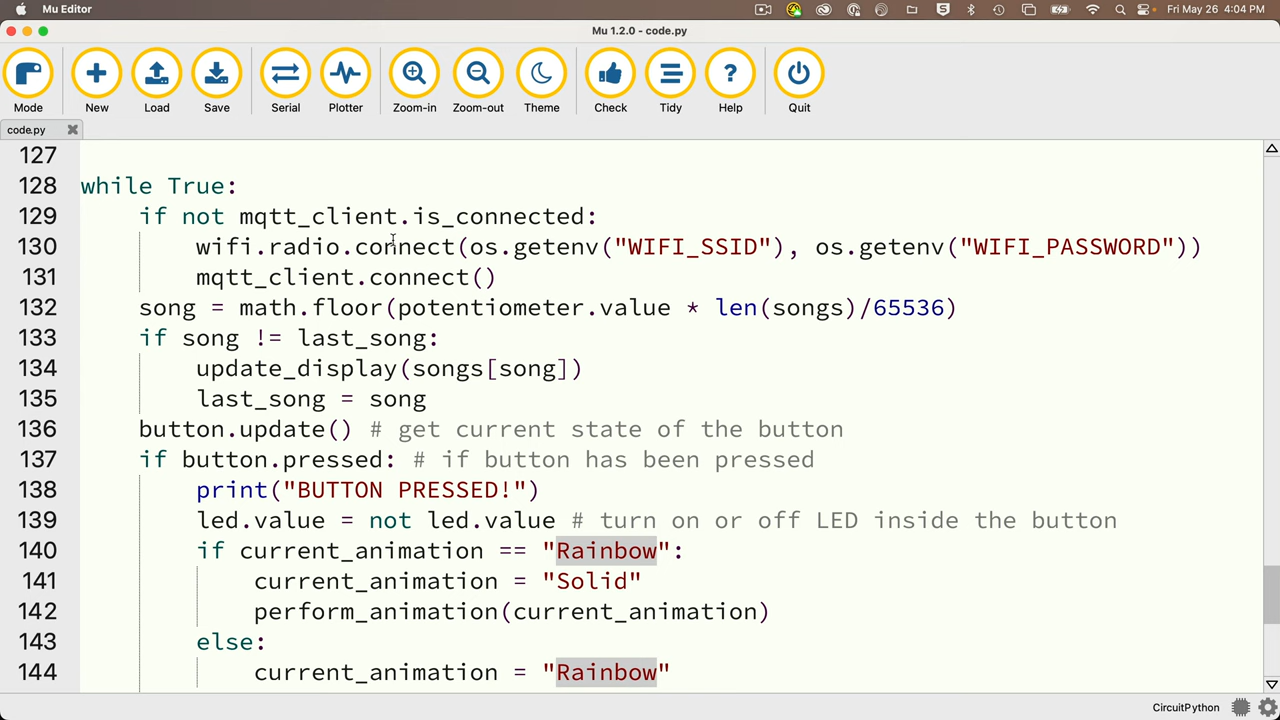 Mu Editor
Fri May 26 4:04 PM
Mu 1.2.0 - code.py
Mode
New
Load
Save
Serial
Plotter
Zoom-in
Zoom-out
Theme
Check
Tidy
Help
Quit
code.py
127
128 while True:
129     if not mqtt_client.is_connected:
130         wifi.radio.connect(os.getenv("WIFI_SSID"), os.getenv("WIFI_PASSWORD"))
131         mqtt_client.connect()
132     song = math.floor(potentiometer.value * len(songs)/65536)
133     if song != last_song:
134         update_display(songs[song])
135         last_song = song
136     button.update() # get current state of the button
137     if button.pressed: # if button has been pressed
138         print("BUTTON PRESSED!")
139         led.value = not led.value # turn on or off LED inside the button
140         if current_animation == "Rainbow":
141             current_animation = "Solid"
142             perform_animation(current_animation)
143         else:
144             current_animation = "Rainbow"
CircuitPython